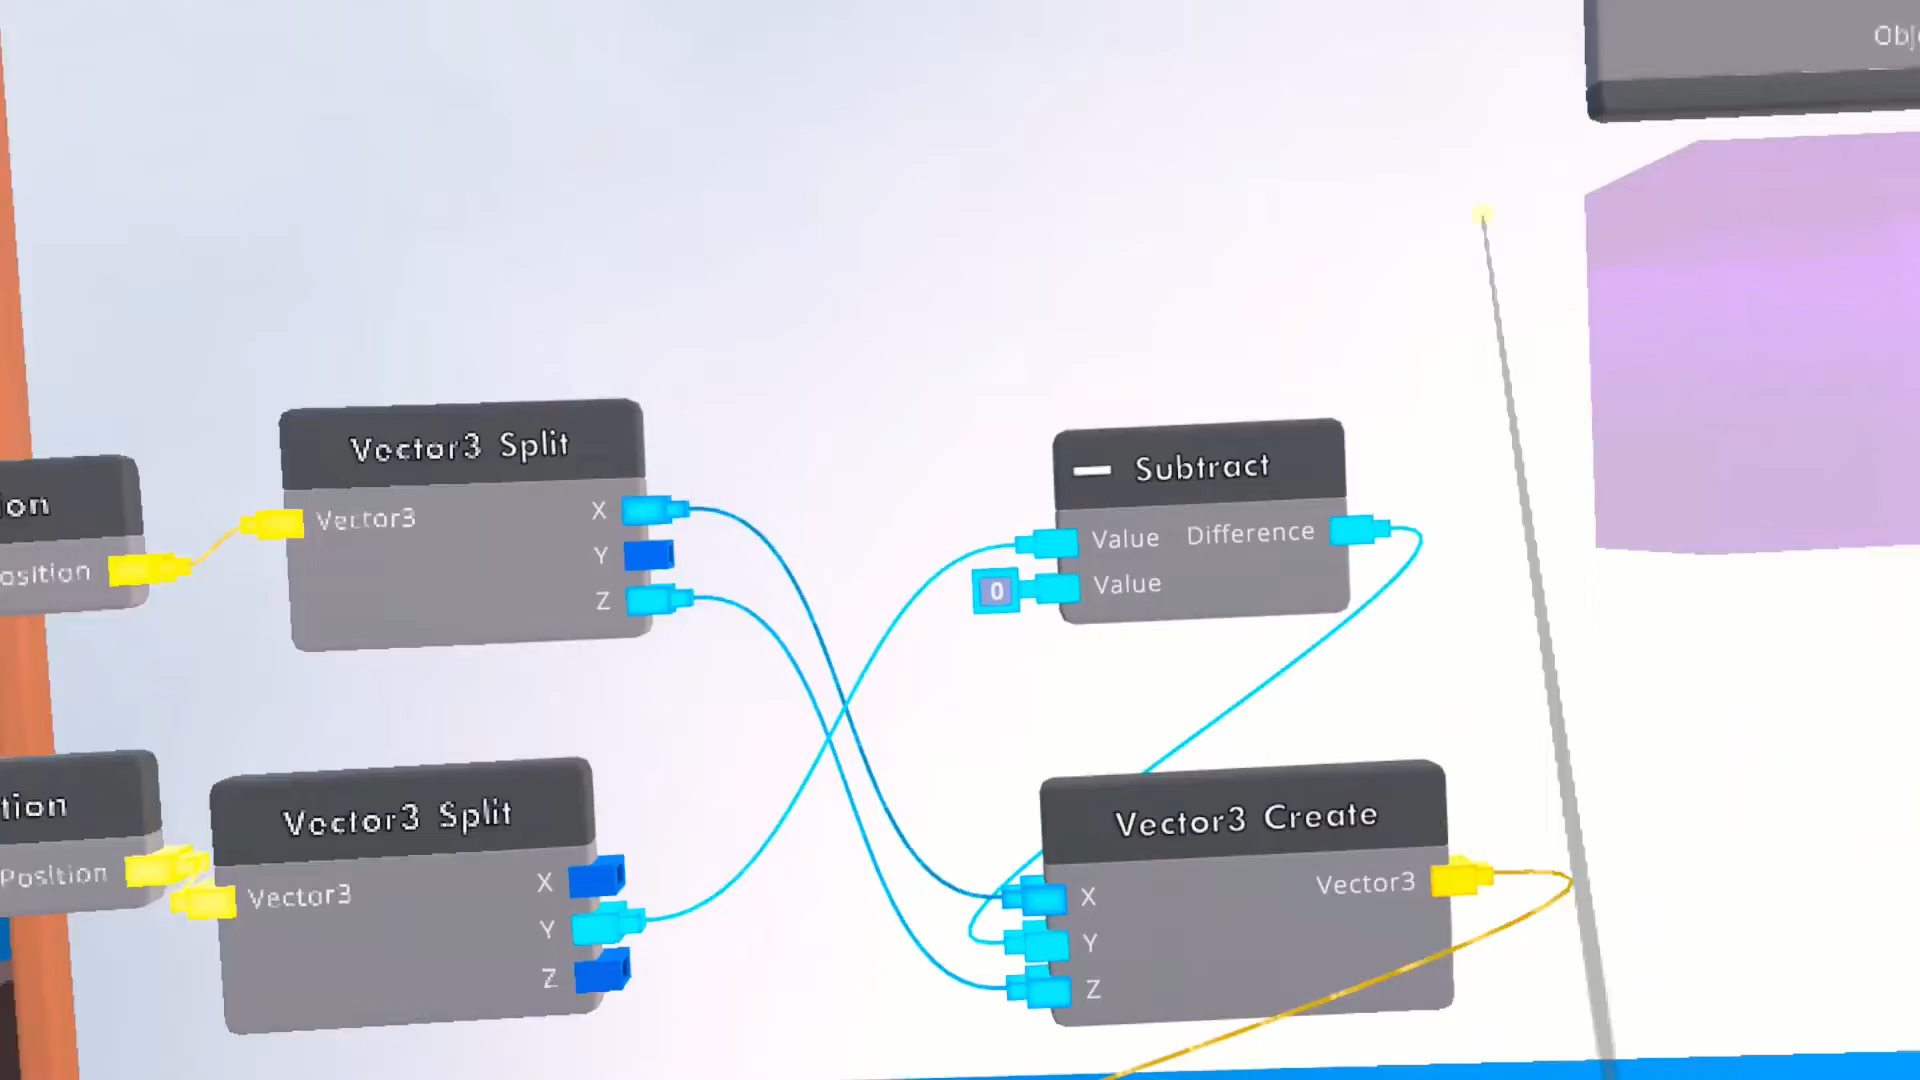 Obj
ion
osition
Vector3 Split
Vector3
X
Y
Z
Subtract
Value Difference
0
Value
tion
Position
Vector3 Split
Vector3
X
Y
Z
Vector3 Create
X
Vector3
Y
Z